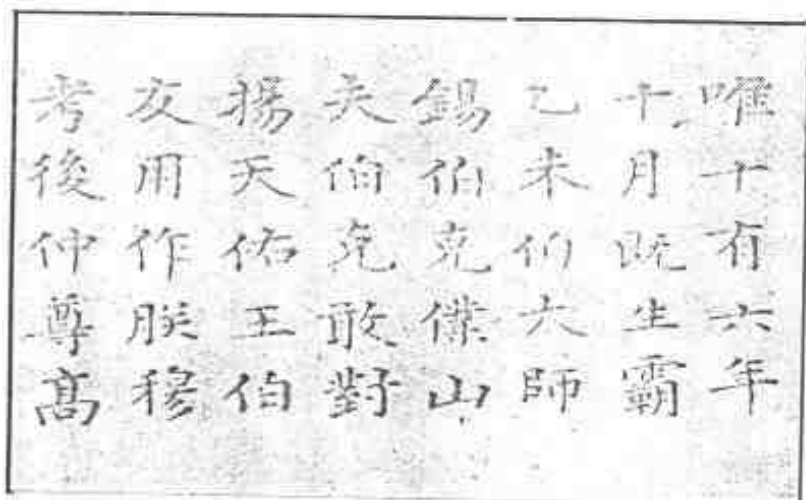 唯十有六年
十月既生霸
乙未伯大師
錫伯克僕山
夫伯克敢對
揚天佑王伯
友用作朕穆
考後仲尊高